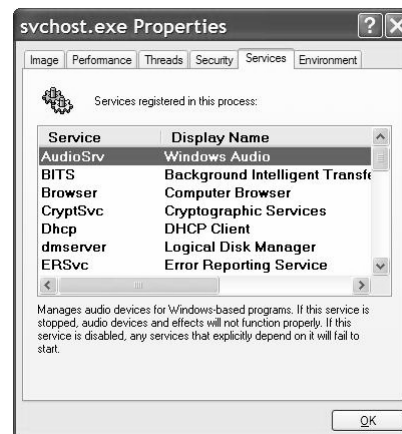 svchost.exe Properties
Image Performance Threads Security Services Environment
Services registered in this process:
Service Display Name
AudioSrv Windows Audio
BITS Background Intelligent Transfe
Browser Computer Browser
CryptSvc Cryptographic Services
Dhcp DHCP Client
dmserver Logical Disk Manager
ERSvc Error Reporting Service
Manages audio devices for Windows-based programs. If this service is
stopped, audio devices and effects will not function properly. If this
service is disabled, any services that explicitly depend on it will fail to
start.
OK